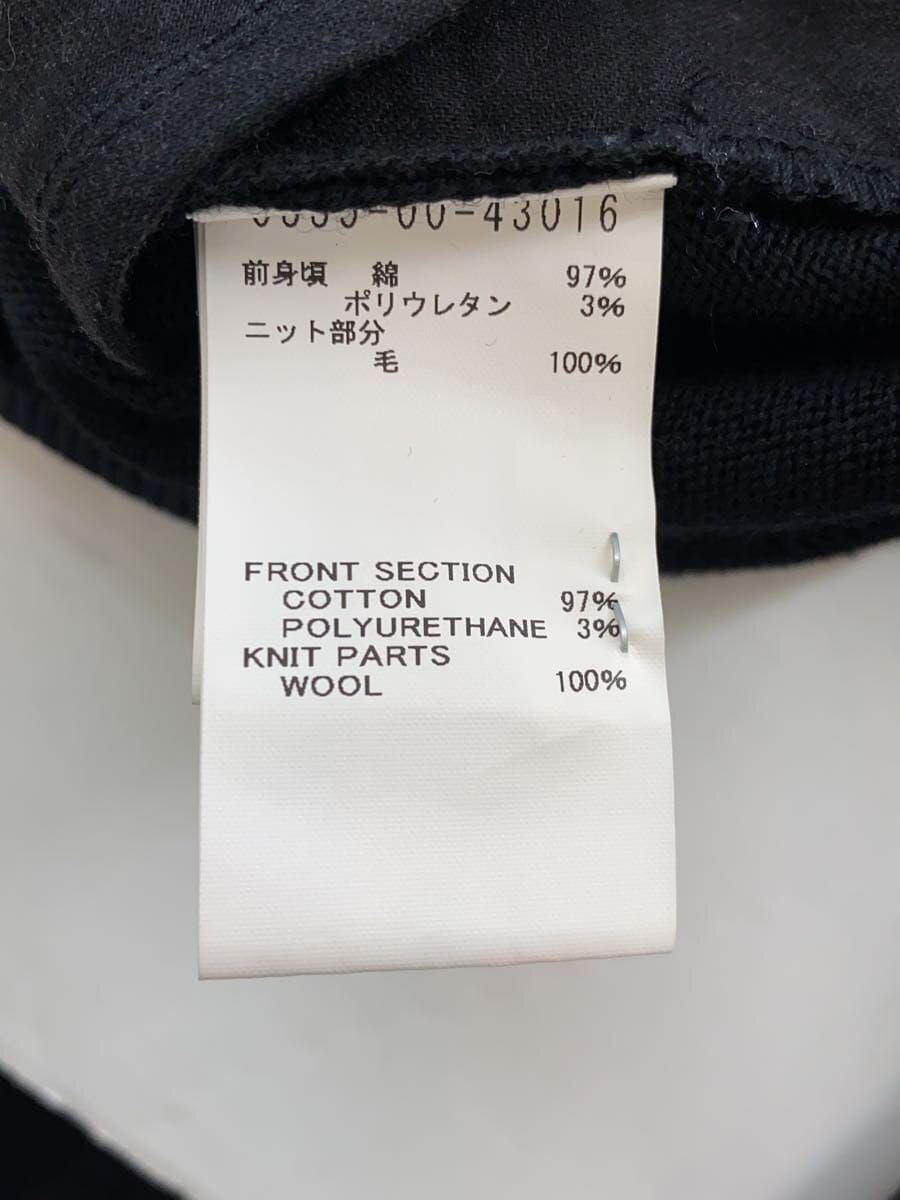 -43016
前身頃 綿 97%
ポリウレタン 3%
ニット部分
毛 100%
FRONT SECTION
COTTON 97%
POLYURETHANE 3%
KNIT PARTS
WOOL 100%